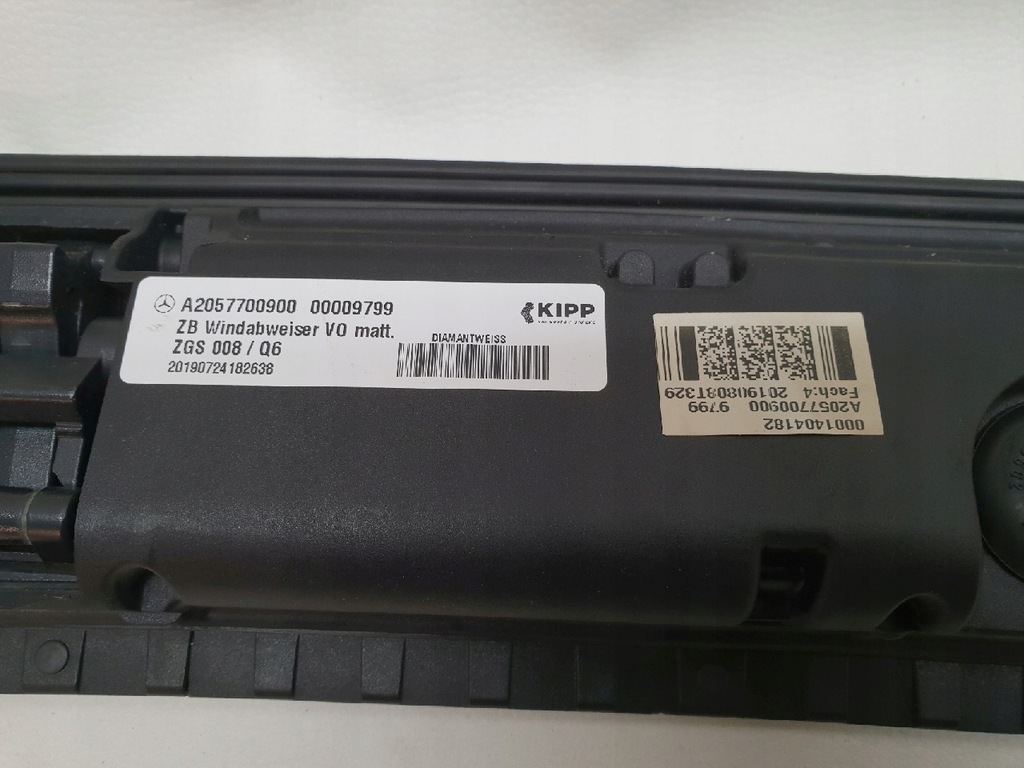 A2057700900 00009799
ZB Windabweiser VO matt.
ZGS 008 / Q6
20190724182638
KIPP
DIAMANTWEISS
0001404182
A2057700900 9799
Fach:4 20190808T329